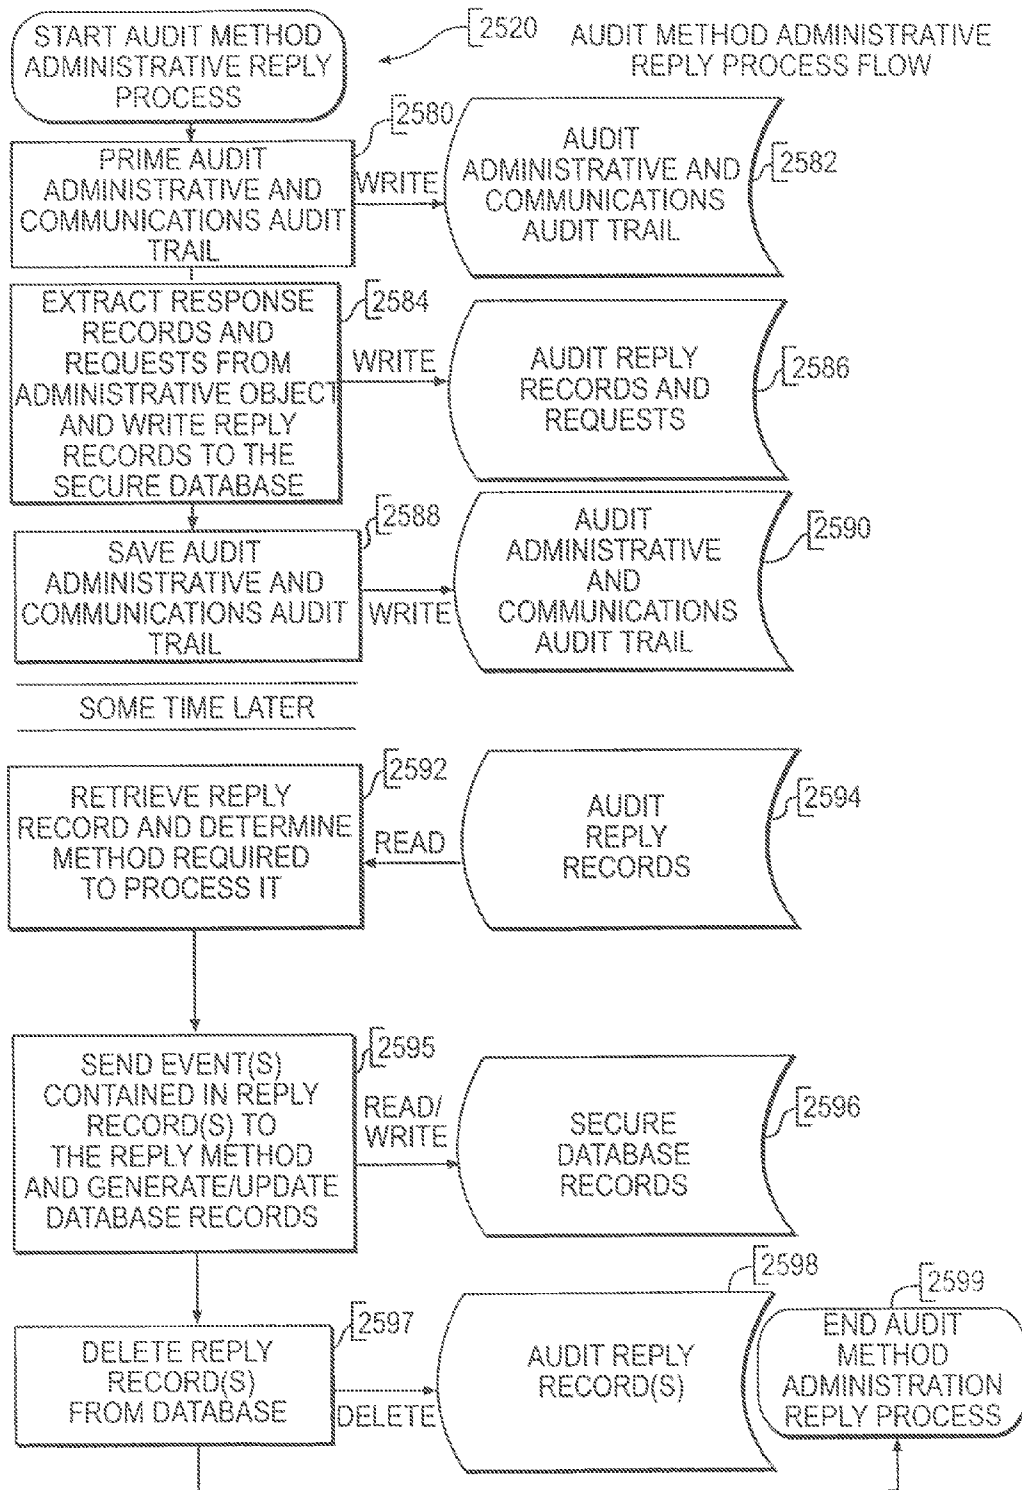 START AUDIT METHOD
ADMINISTRATIVE REPLY
PROCESS
2520
AUDIT METHOD ADMINISTRATIVE
REPLY PROCESS FLOW
2580
PRIME AUDIT
ADMINISTRATIVE AND
COMMUNICATIONS AUDIT
TRAIL
WRITE
AUDIT
ADMINISTRATIVE AND
COMMUNICATIONS
AUDIT TRAIL
2582
EXTRACT RESPONSE
RECORDS AND
REQUESTS FROM
ADMINISTRATIVE OBJECT
AND WRITE REPLY
RECORDS TO THE
SECURE DATABASE
2584
WRITE
AUDIT REPLY
RECORDS AND
REQUESTS
2586
SAVE AUDIT
ADMINISTRATIVE AND
COMMUNICATIONS AUDIT
TRAIL
2588
WRITE
AUDIT
ADMINISTRATIVE
AND
COMMUNICATIONS
AUDIT TRAIL
2590
SOME TIME LATER
RETRIEVE REPLY
RECORD AND DETERMINE
METHOD REQUIRED
TO PROCESS IT
2592
READ
AUDIT
REPLY
RECORDS
2594
SEND EVENT(S)
CONTAINED IN REPLY
RECORD(S) TO
THE REPLY METHOD
AND GENERATE/UPDATE
DATABASE RECORDS
2595
READ/
WRITE
SECURE
DATABASE
RECORDS
2596
DELETE REPLY
RECORD(S)
FROM DATABASE
2597
DELETE
AUDIT REPLY
RECORD(S)
2598
2599
END AUDIT
METHOD
ADMINISTRATION
REPLY PROCESS